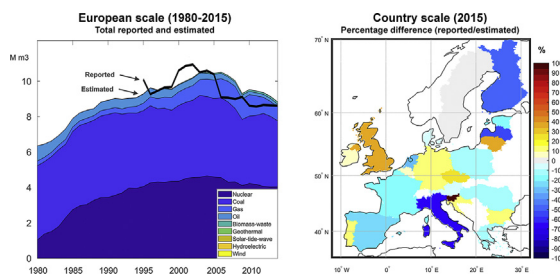 European scale (1980-2015)
Total reported and estimated
M m3
10
8
6
4
2
0
Reported
Estimated
Nuclear
Coal
Gas
Oil
Biomass-waste
Geothermal
Solar-tide-wave
Hydroelectric
Wind
1980 1985 1990 1995 2000 2005 2010
Country scale (2015)
Percentage difference (reported/estimated)
70° N
60° N
50° N
40° N
10° W 0° 10° E 20° E 30° E
%
100
90
80
70
60
50
40
30
20
10
0
-10
-20
-30
-40
-50
-60
-70
-80
-90